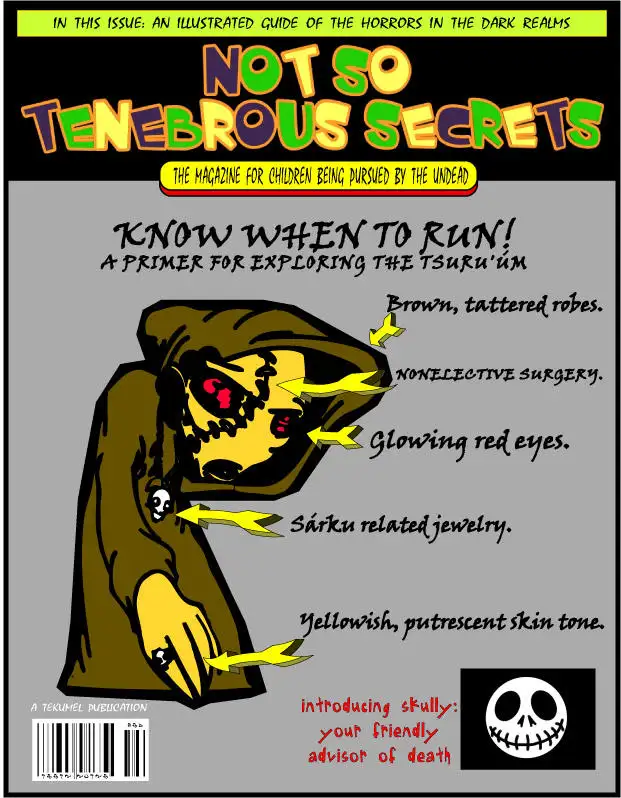 IN THIS ISSUE: AN ILLUSTRATED GUIDE OF THE HORRORS IN THE DARK REALMS
NOT SO
TENEBROUS SECRETS
THE MAGAZINE FOR CHILDREN BEING PURSUED BY THE UNDEAD
KNOW WHEN TO RUN!
A PRIMER FOR EXPLORING THE TSURU'ÚM
Brown, tattered robes.
NONELECTIVE SURGERY.
Glowing red eyes.
Sárku related jewelry.
Yellowish, putrescent skin tone.
A TEKUMEL PUBLICATION
introducing skully:
your friendly
advisor of death